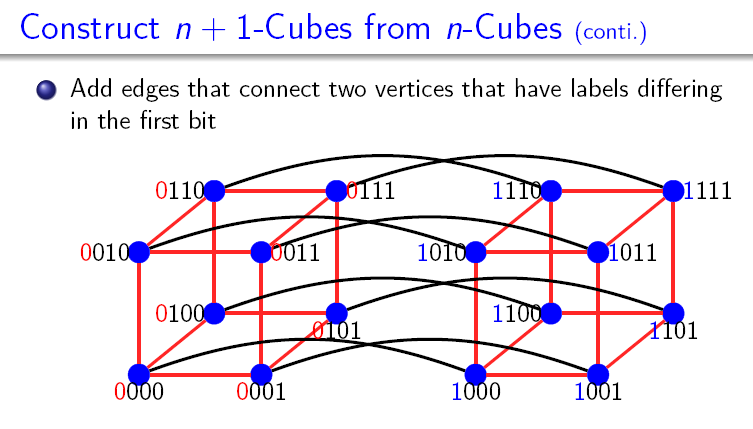 Construct n + 1-Cubes from n-Cubes (conti.)
Add edges that connect two vertices that have labels differing
in the first bit
0110 0111 1110 1111
0010 0011 1010 1011
0100 1100
0101 1101
0000 0001 1000 1001